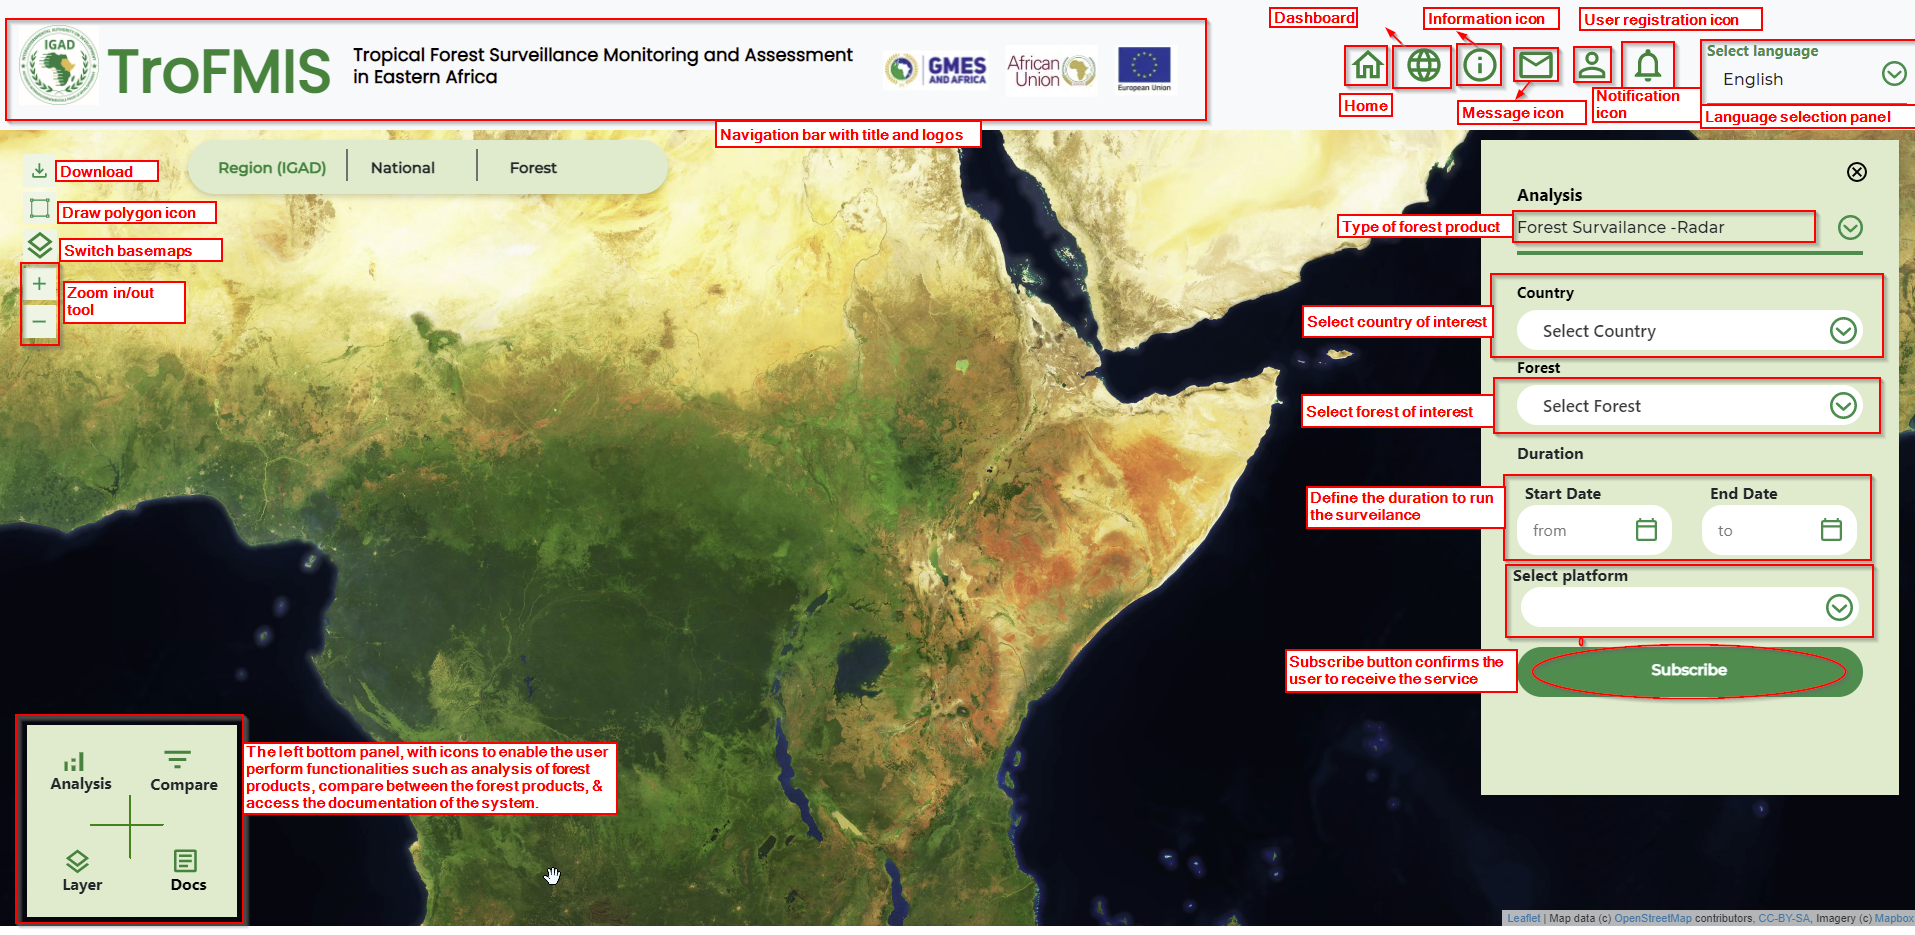 IGAD
TroFMIS
Tropical Forest Surveillance Monitoring and Assessment
in Eastern Africa
GMES
AND AFRICA
African
Union
European Union
Navigation bar with title and logos
Dashboard
Information icon
User registration icon
Home
Message icon
Notification
icon
Select language
English
Language selection panel
Download
Draw polygon icon
Switch basemaps
+
−
Zoom in/out
tool
Region (IGAD)
National
Forest
Analysis
Type of forest product
Forest Survailance -Radar
Country
Select country of interest
Select Country
Forest
Select forest of interest
Select Forest
Duration
Define the duration to run
the surveilance
Start Date
End Date
from
to
Select platform
Subscribe button confirms the
user to receive the service
Subscribe
Analysis
Compare
Layer
Docs
The left bottom panel, with icons to enable the user
perform functionalities such as analysis of forest
products, compare between the forest products, &
access the documentation of the system.
Leaflet | Map data (c) OpenStreetMap contributors, CC-BY-SA, Imagery (c) Mapbox